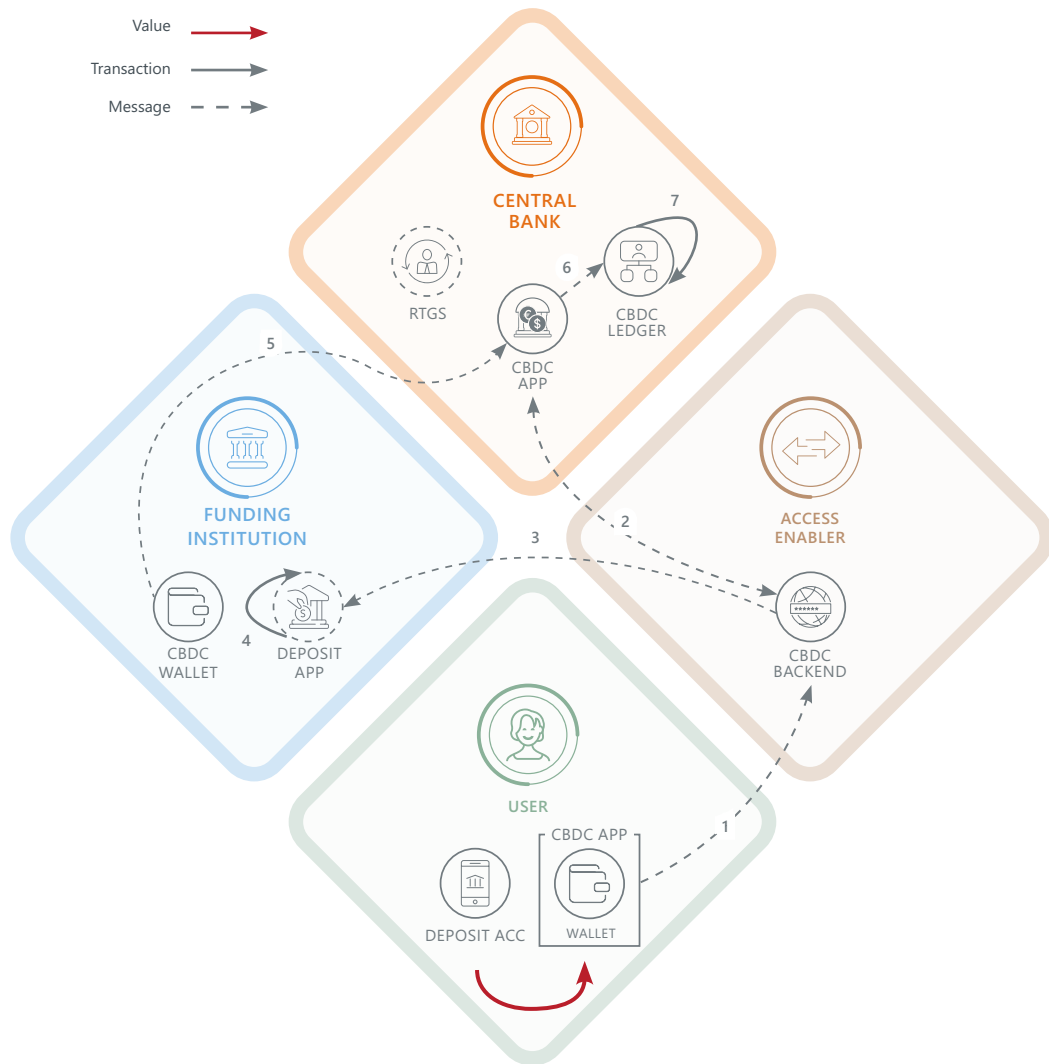 Value
Transaction
Message
CENTRAL
BANK
7
6
RTGS
€
$
CBDC
LEDGER
CBDC
APP
5
FUNDING
INSTITUTION
ACCESS
ENABLER
2
3
******
$
4
CBDC
WALLET
DEPOSIT
APP
CBDC
BACKEND
USER
1
CBDC APP
DEPOSIT ACC
WALLET